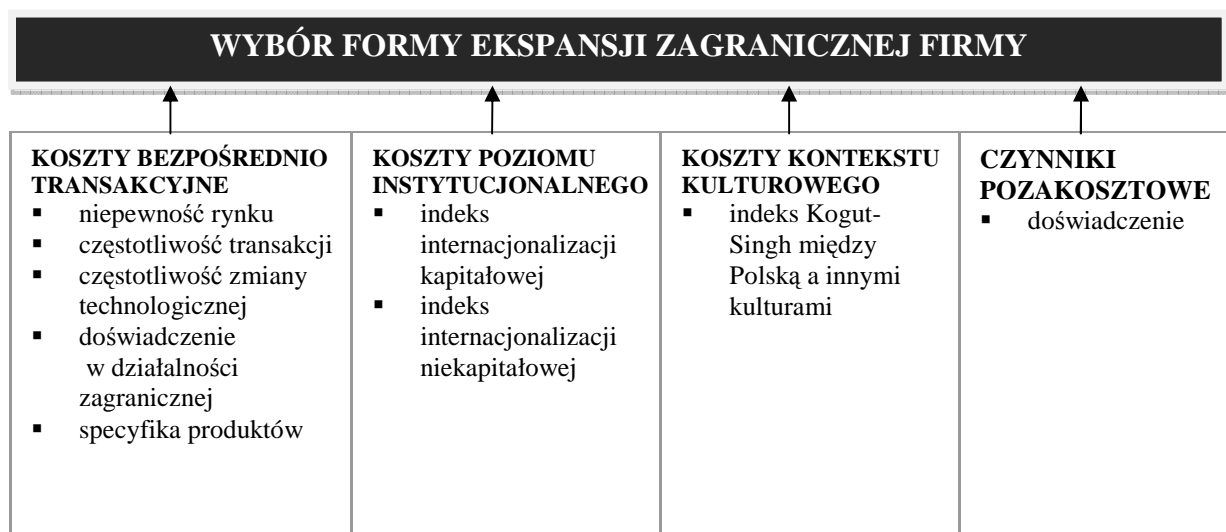 WYBÓR FORMY EKSPANSJI ZAGRANICZNEJ FIRMY
KOSZTY BEZPOŚREDNIO
TRANSAKCYJNE
▪ niepewność rynku
▪ częstotliwość transakcji
▪ częstotliwość zmiany
technologicznej
▪ doświadczenie
w działalności
zagranicznej
▪ specyfika produktów
KOSZTY POZIOMU
INSTYTUCJONALNEGO
▪ indeks
internacjonalizacji
kapitałowej
▪ indeks
internacjonalizacji
niekapitałowej
KOSZTY KONTEKSTU
KULTUROWEGO
▪ indeks Kogut-
Singh między
Polską a innymi
kulturami
CZYNNIKI
POZAKOSZTOWE
▪ doświadczenie